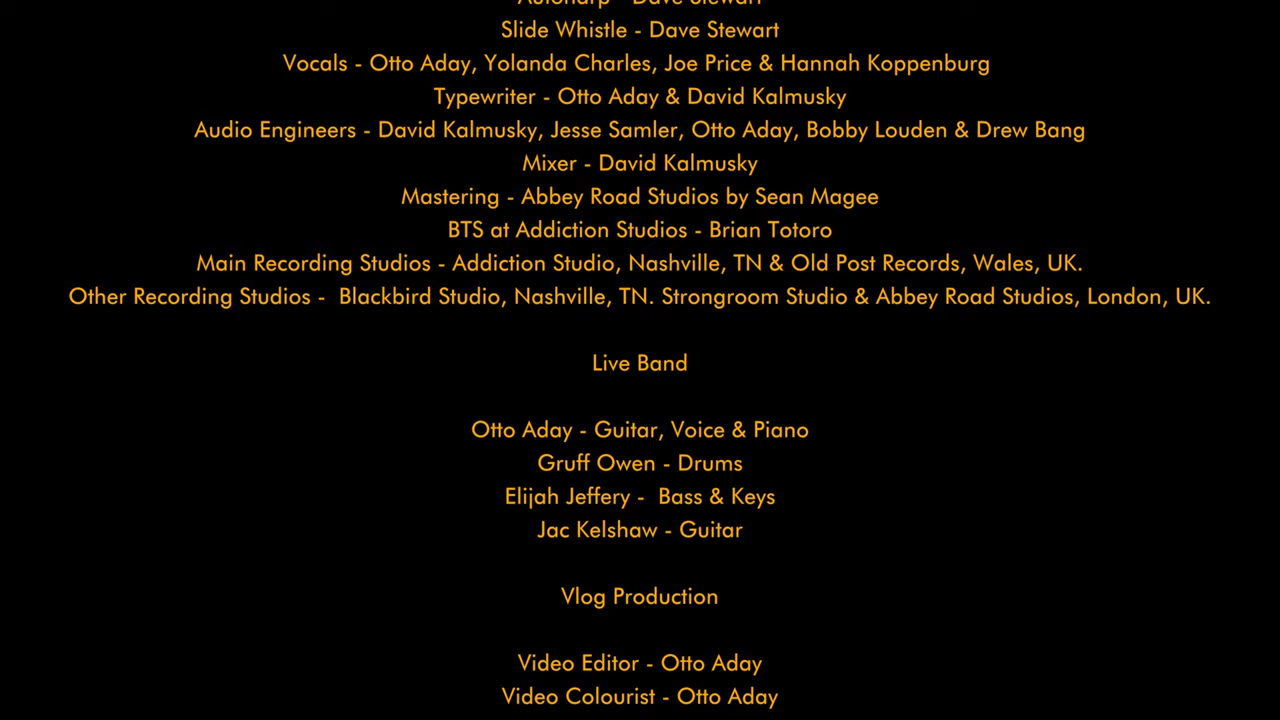 Autoharp - Dave Stewart
Slide Whistle - Dave Stewart
Vocals - Otto Aday, Yolanda Charles, Joe Price & Hannah Koppenburg
Typewriter - Otto Aday & David Kalmusky
Audio Engineers - David Kalmusky, Jesse Samler, Otto Aday, Bobby Louden & Drew Bang
Mixer - David Kalmusky
Mastering - Abbey Road Studios by Sean Magee
BTS at Addiction Studios - Brian Totoro
Main Recording Studios - Addiction Studio, Nashville, TN & Old Post Records, Wales, UK.
Other Recording Studios -  Blackbird Studio, Nashville, TN. Strongroom Studio & Abbey Road Studios, London, UK.
Live Band
Otto Aday - Guitar, Voice & Piano
Gruff Owen - Drums
Elijah Jeffery -  Bass & Keys
Jac Kelshaw - Guitar
Vlog Production
Video Editor - Otto Aday
Video Colourist - Otto Aday